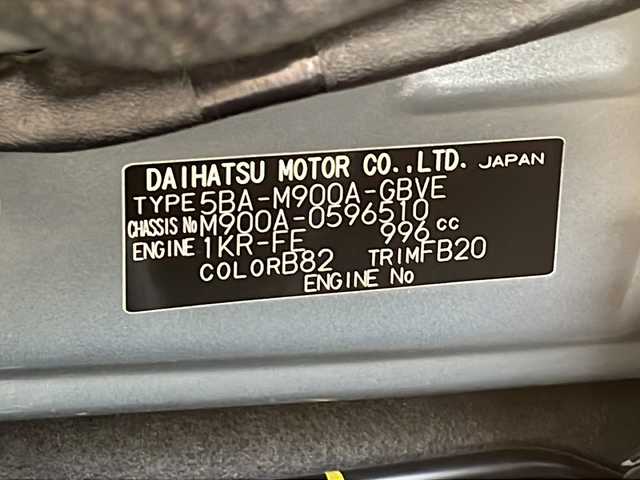 DAIHATSU MOTOR CO.,LTD. JAPAN
TYPE 5BA-M900A-GBVE
CHASSIS No M900A-0596510
ENGINE 1KR-FE 996 cc
COLOR B82 TRIM FB20
ENGINE No